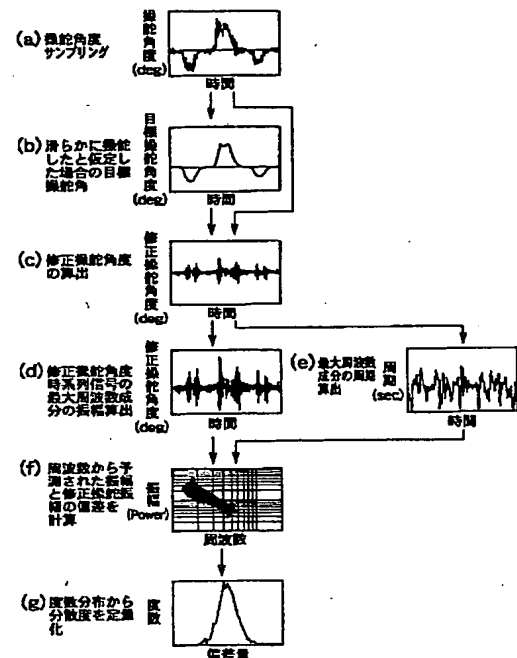 (a) 操舵角度
サンプリング
操舵角度
(deg)
時間
(b) 滑らかに操舵
したと仮定し
た場合の目標
操舵角
目標操舵角度
(deg)
時間
(c) 修正操舵角度
の算出
修正操舵角度
(deg)
時間
(d) 修正操舵角度
時系列信号の
最大周波数成
分の振幅算出
修正操舵角度
(deg)
時間
(e) 最大周波数
成分の周期
算出
周期
(sec)
時間
(f) 周波数から予
測された振幅
と修正操舵振
幅の偏差を
計算
振幅
(Power)
周波数
(g) 度数分布から
分散度を定量
化
度数
偏差量